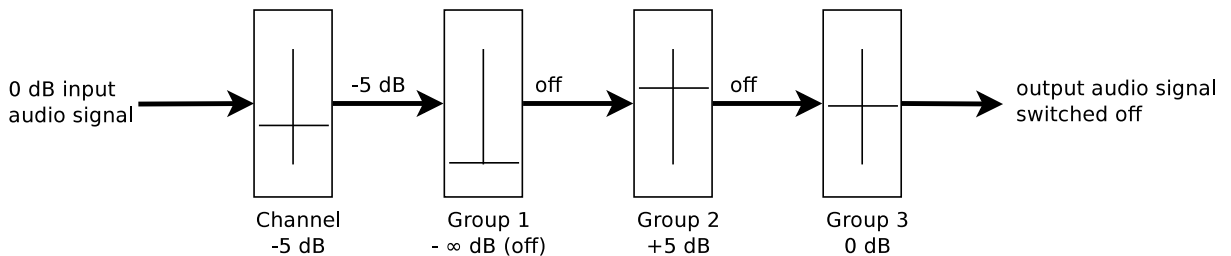 0 dB input
audio signal
-5 dB
off
off
output audio signal
switched off
Channel
-5 dB
Group 1
- ∞ dB (off)
Group 2
+5 dB
Group 3
0 dB